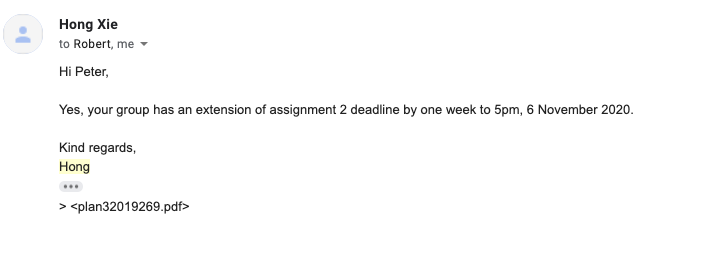 Hong Xie
to Robert, me
Hi Peter,
Yes, your group has an extension of assignment 2 deadline by one week to 5pm, 6 November 2020.
Kind regards,
Hong
> <plan32019269.pdf>